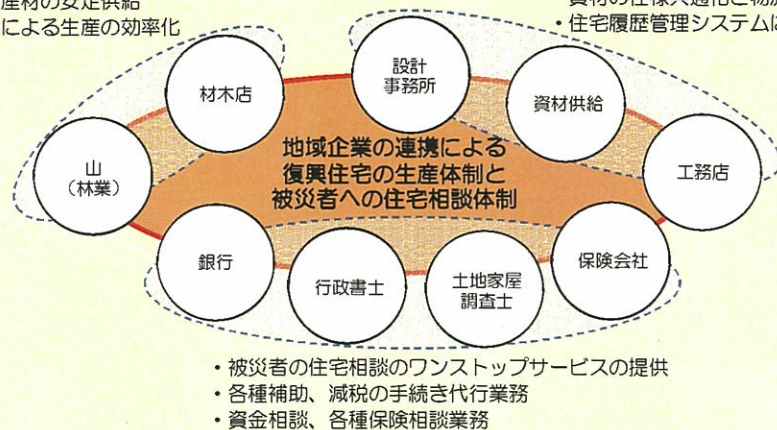 産材の安定供給
による生産の効率化
・住宅履歴管理システムに
設計
事務所
材木店
資材供給
山
（林業）
工務店
地域企業の連携による
復興住宅の生産体制と
被災者への住宅相談体制
銀行
行政書士
土地家屋
調査士
保険会社
・被災者の住宅相談のワンストップサービスの提供
・各種補助、減税の手続き代行業務
・資金相談、各種保険相談業務